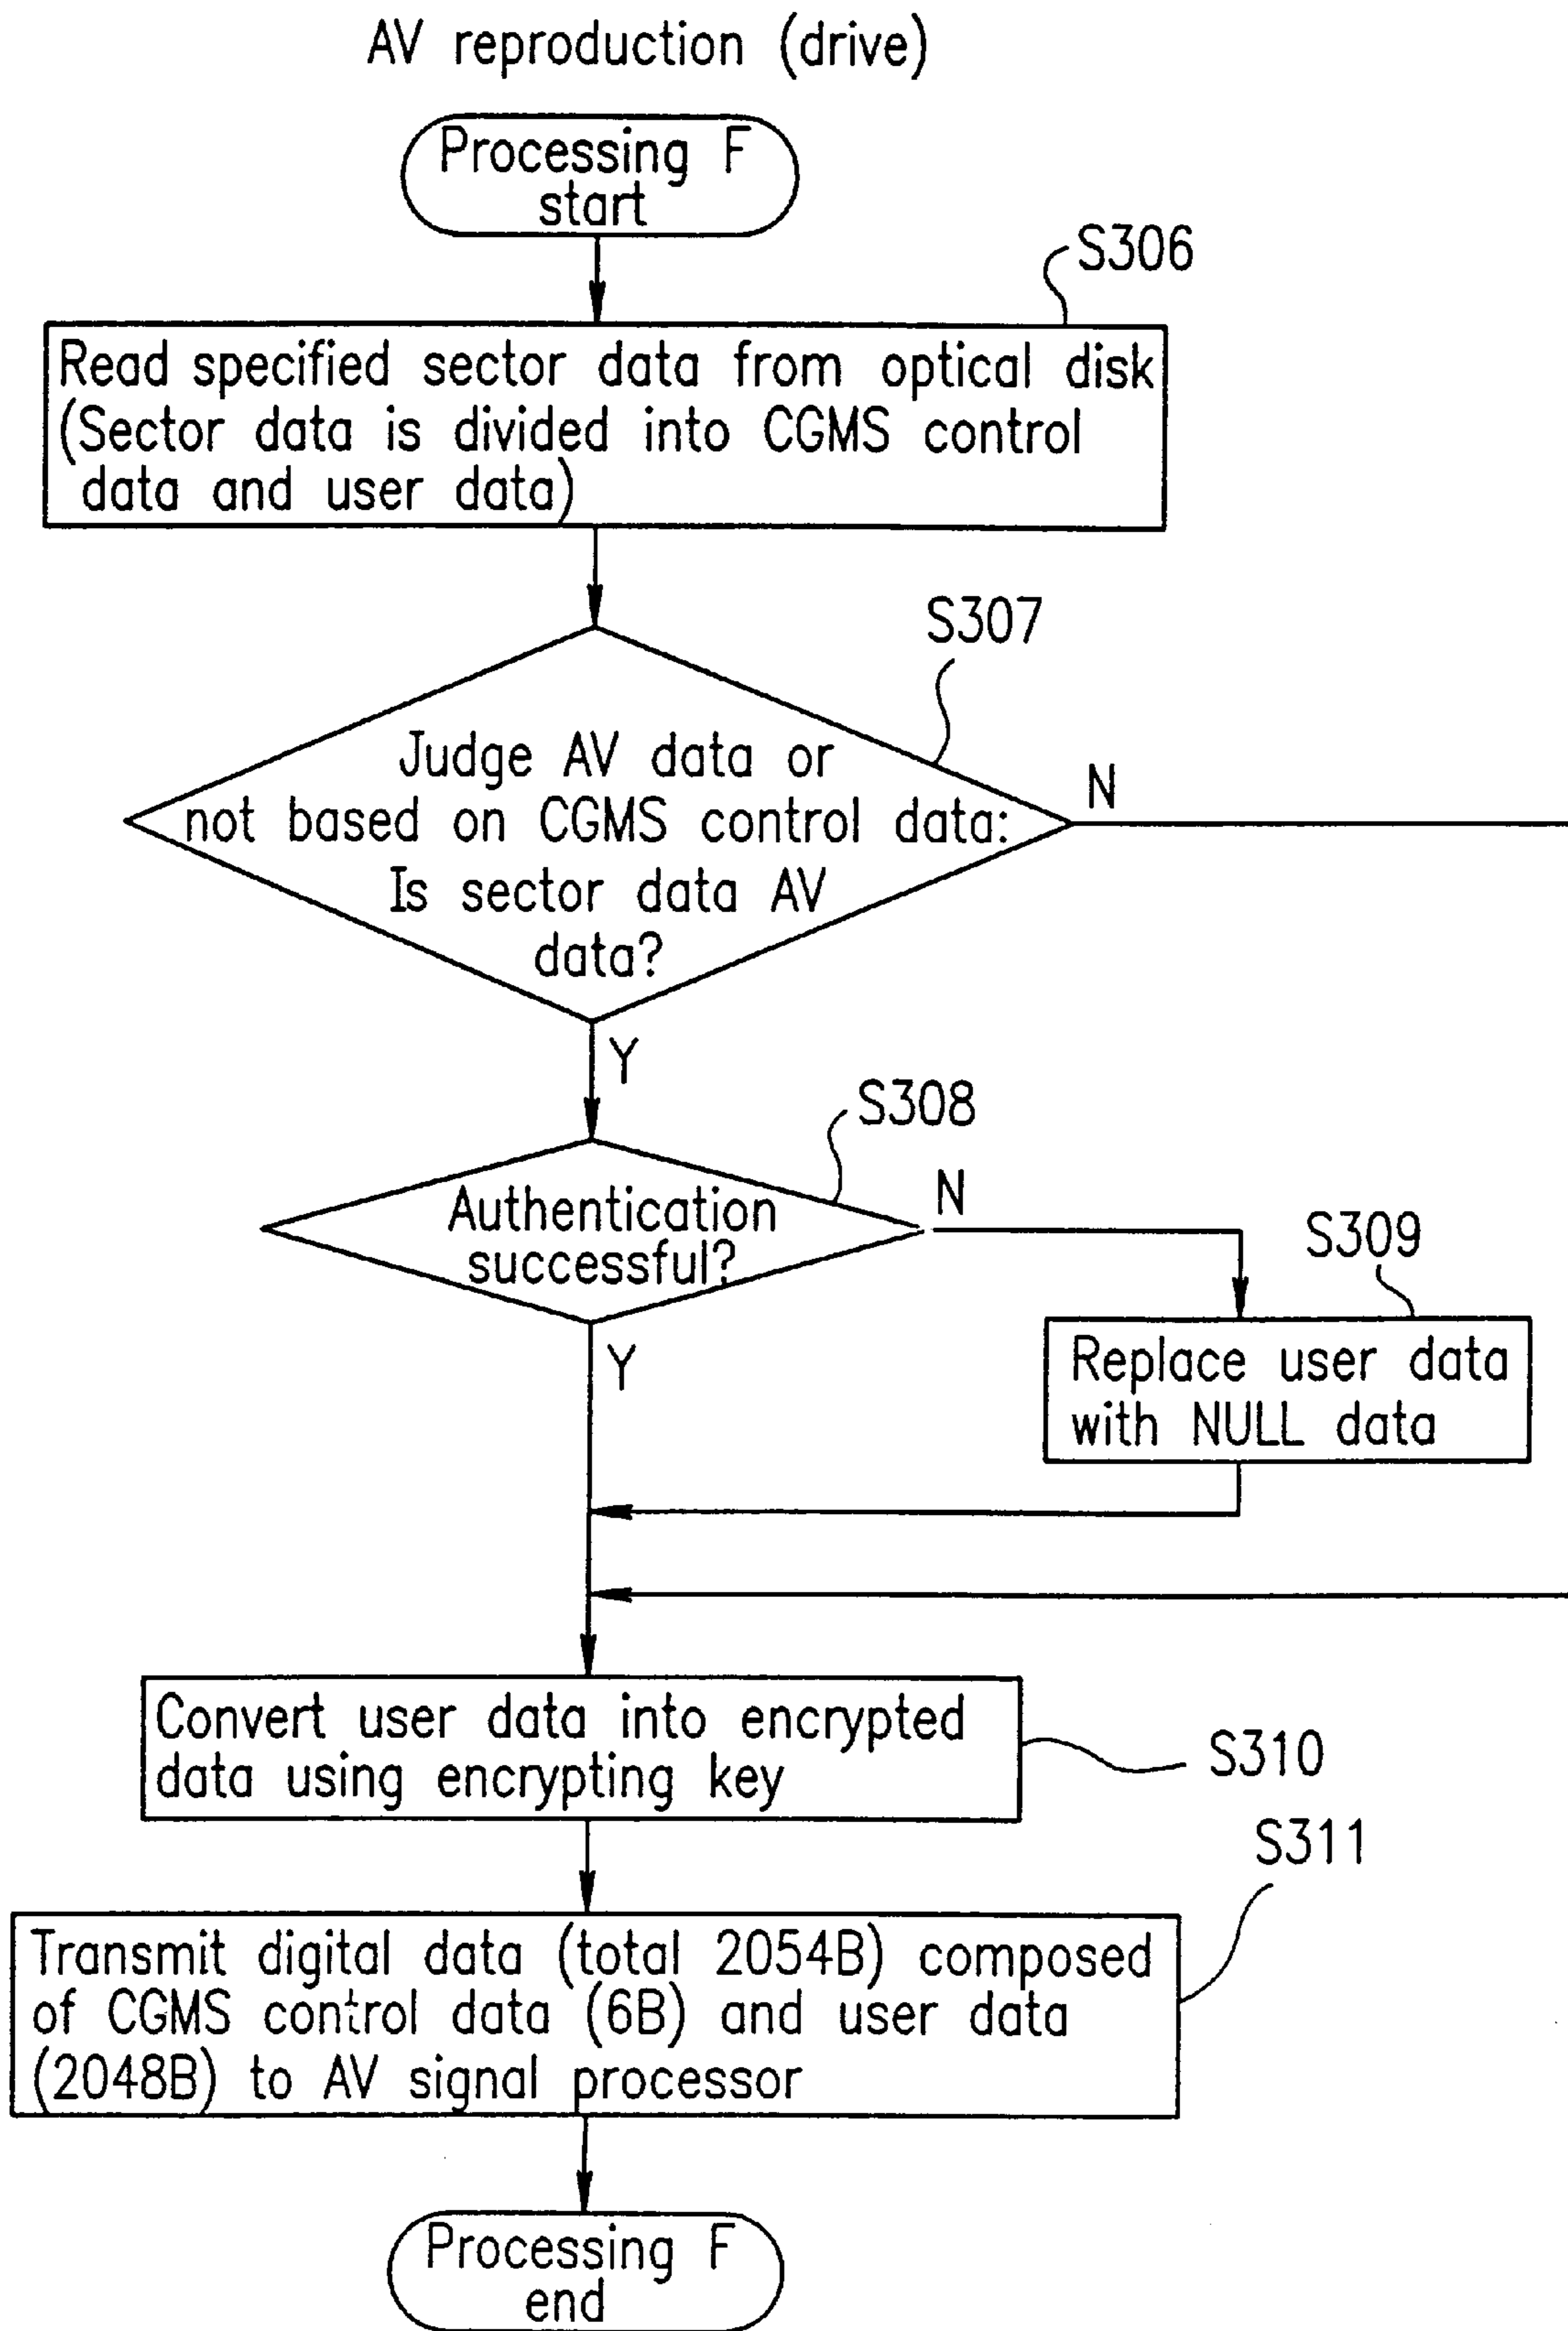 AV reproduction (drive)
Processing F
start
S306
Read specified sector data from optical disk
(Sector data is divided into CGMS control
data and user data)
S307
Judge AV data or
not based on CGMS control data:
Is sector data AV
data?
N
Y
S308
Authentication
successful?
N
S309
Y
Replace user data
with NULL data
Convert user data into encrypted
data using encrypting key
S310
S311
Transmit digital data (total 2054B) composed
of CGMS control data (6B) and user data
(2048B) to AV signal processor
Processing F
end